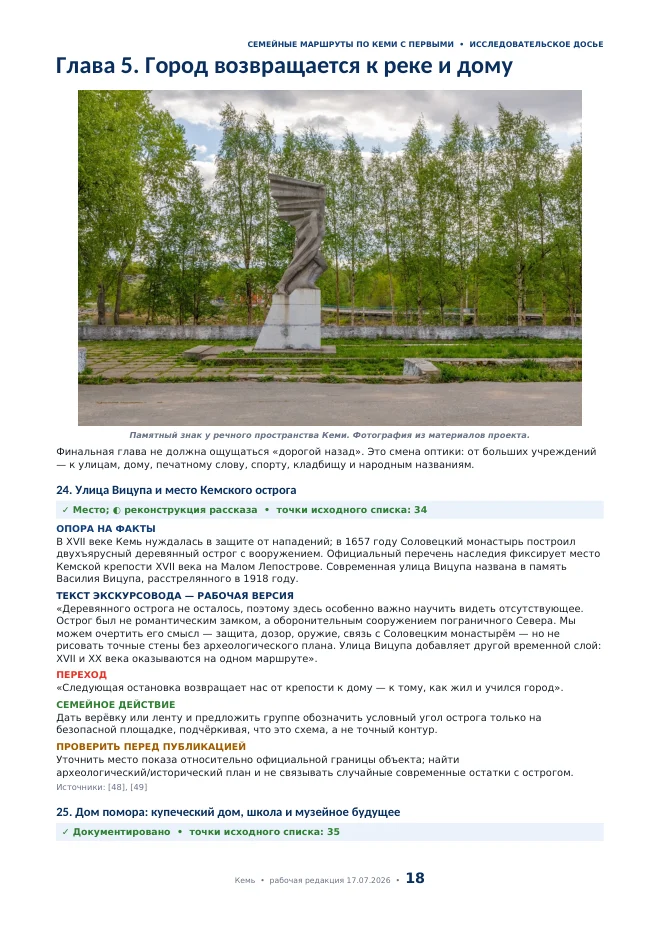 СЕМЕЙНЫЕ МАРШРУТЫ ПО КЕМИ С ПЕРВЫМИ • ИССЛЕДОВАТЕЛЬСКОЕ ДОСЬЕ
Глава 5. Город возвращается к реке и дому
Памятный знак у речного пространства Кеми. Фотография из материалов проекта.
Финальная глава не должна ощущаться «дорогой назад». Это смена оптики: от больших учреждений
— к улицам, дому, печатному слову, спорту, кладбищу и народным названиям.
24. Улица Вицупа и место Кемского острога
✓ Место; ◐ реконструкция рассказа • точки исходного списка: 34
ОПОРА НА ФАКТЫ
В XVII веке Кемь нуждалась в защите от нападений; в 1657 году Соловецкий монастырь построил
двухъярусный деревянный острог с вооружением. Официальный перечень наследия фиксирует место
Кемской крепости XVII века на Малом Лепострове. Современная улица Вицупа названа в память
Василия Вицупа, расстрелянного в 1918 году.
ТЕКСТ ЭКСКУРСОВОДА — РАБОЧАЯ ВЕРСИЯ
«Деревянного острога не осталось, поэтому здесь особенно важно научить видеть отсутствующее.
Острог был не романтическим замком, а оборонительным сооружением пограничного Севера. Мы
можем очертить его смысл — защита, дозор, оружие, связь с Соловецким монастырём — но не
рисовать точные стены без археологического плана. Улица Вицупа добавляет другой временной слой:
XVII и XX века оказываются на одном маршруте».
ПЕРЕХОД
«Следующая остановка возвращает нас от крепости к дому — к тому, как жил и учился город».
СЕМЕЙНОЕ ДЕЙСТВИЕ
Дать верёвку или ленту и предложить группе обозначить условный угол острога только на
безопасной площадке, подчёркивая, что это схема, а не точный контур.
ПРОВЕРИТЬ ПЕРЕД ПУБЛИКАЦИЕЙ
Уточнить место показа относительно официальной границы объекта; найти
археологический/исторический план и не связывать случайные современные остатки с острогом.
Источники: [48], [49]
25. Дом помора: купеческий дом, школа и музейное будущее
✓ Документировано • точки исходного списка: 35
Кемь • рабочая редакция 17.07.2026 • 18